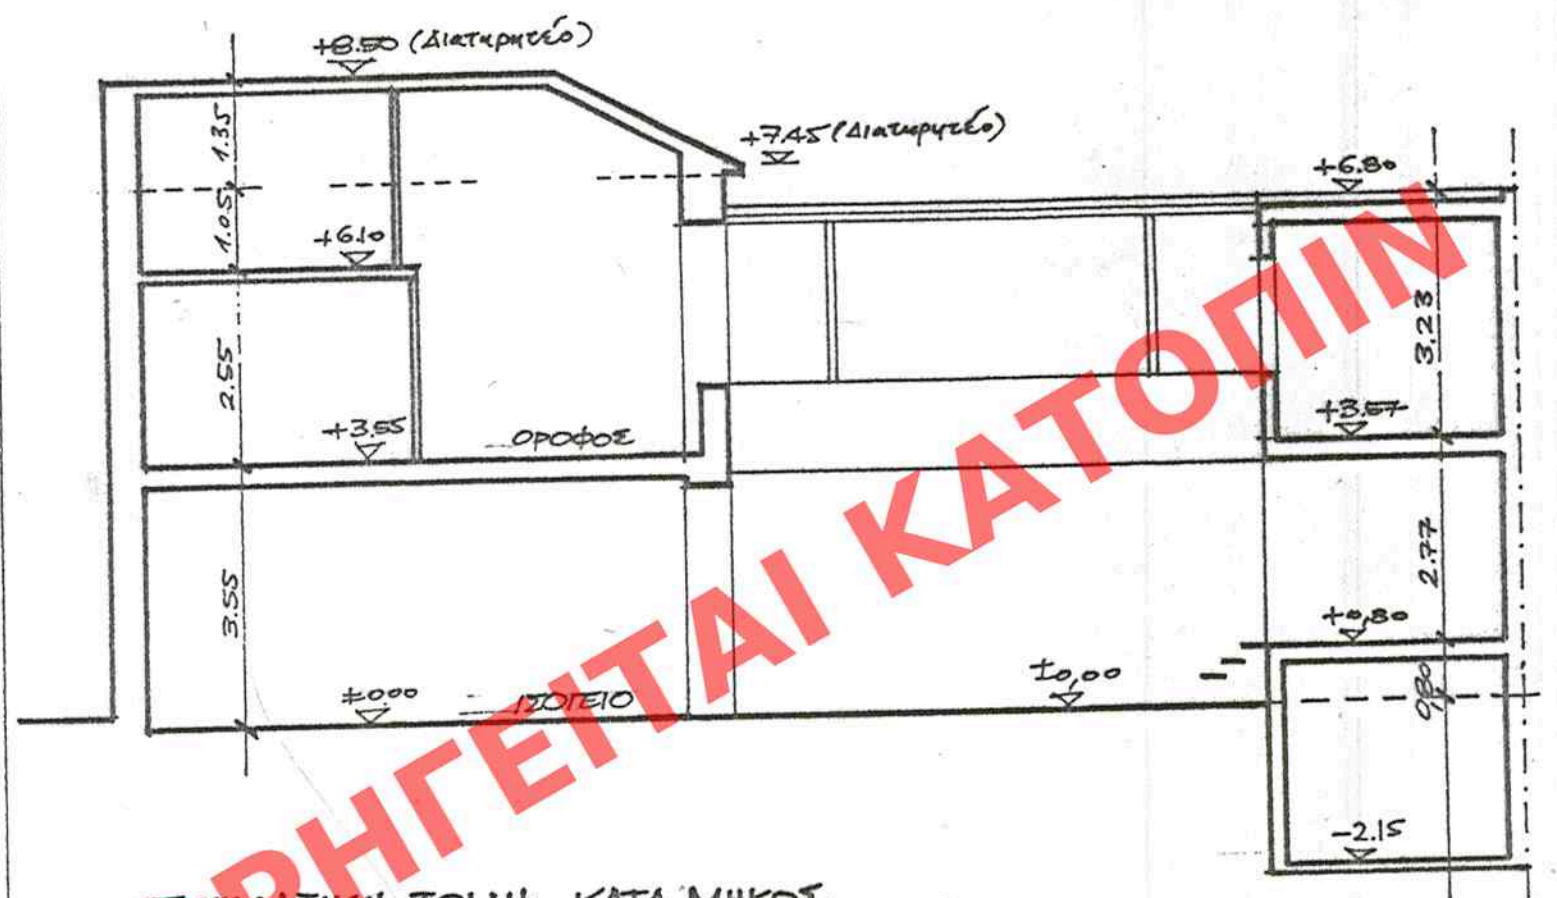 +8.50 (Διατηρητέο)
+7.45 (Διατηρητέο)
+6.80
1.35
1.05
+6.10
2.55
+3.55
ΟΡΟΦΟΣ
3.23
+3.57
3.55
2.77
+0,80
±0.00
ΙΣΟΓΕΙΟ
±0,00
0,80
-2.15
ΤΟΜΗ ΚΑΤΑ ΜΗΚΟΣ
ΡΗΓΕΙΤΑΙ ΚΑΤΟΠΙΝ